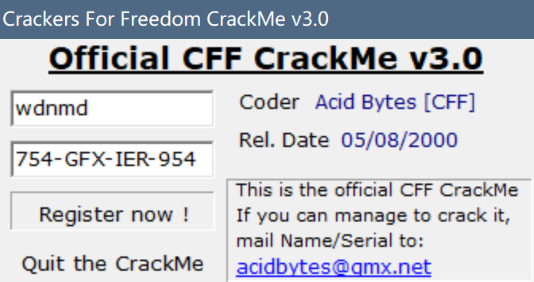 Crackers For Freedom CrackMe v3.0
Official CFF CrackMe v3.0
wdnmd
Coder Acid Bytes [CFF]
Rel. Date 05/08/2000
754-GFX-IER-954
Register now !
Quit the CrackMe
This is the official CFF CrackMe
If you can manage to crack it,
mail Name/Serial to:
acidbytes@gmx.net